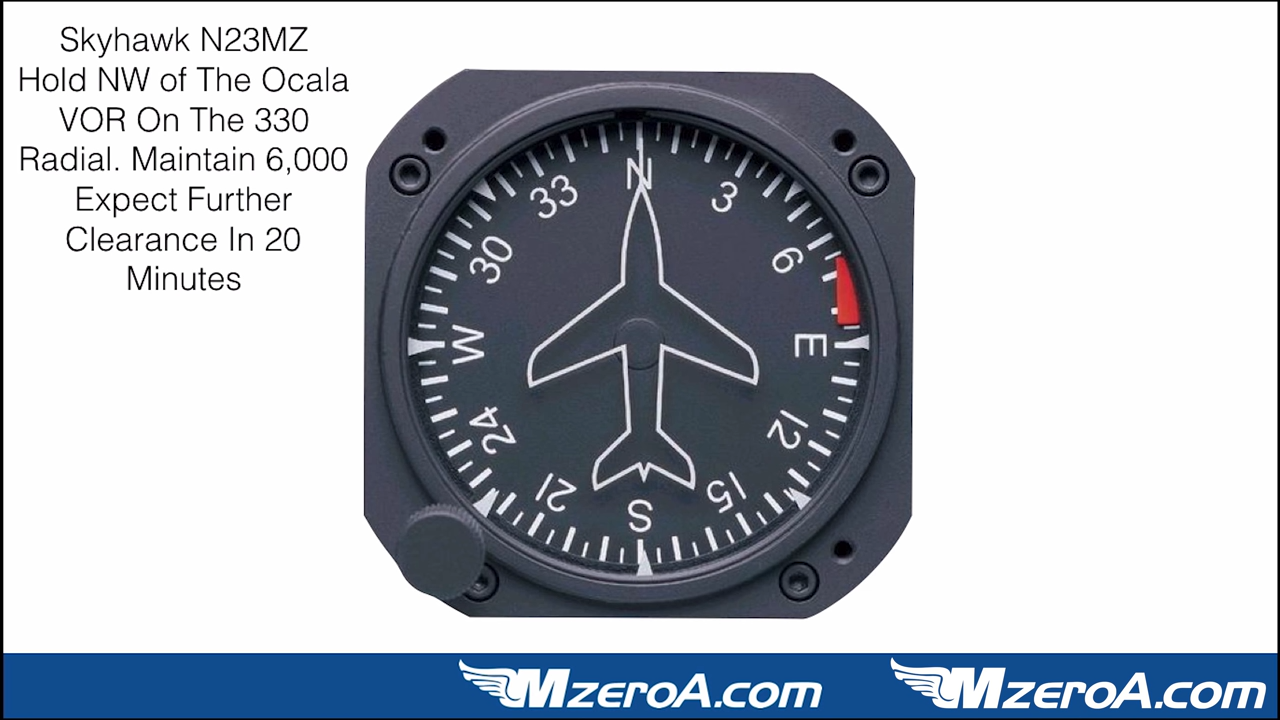 Skyhawk N23MZ
Hold NW of The Ocala
VOR On The 330
Radial. Maintain 6,000
Expect Further
Clearance In 20
Minutes
N
33
3
30
6
W
E
24
12
21
15
S
MzeroA.com
MzeroA.com